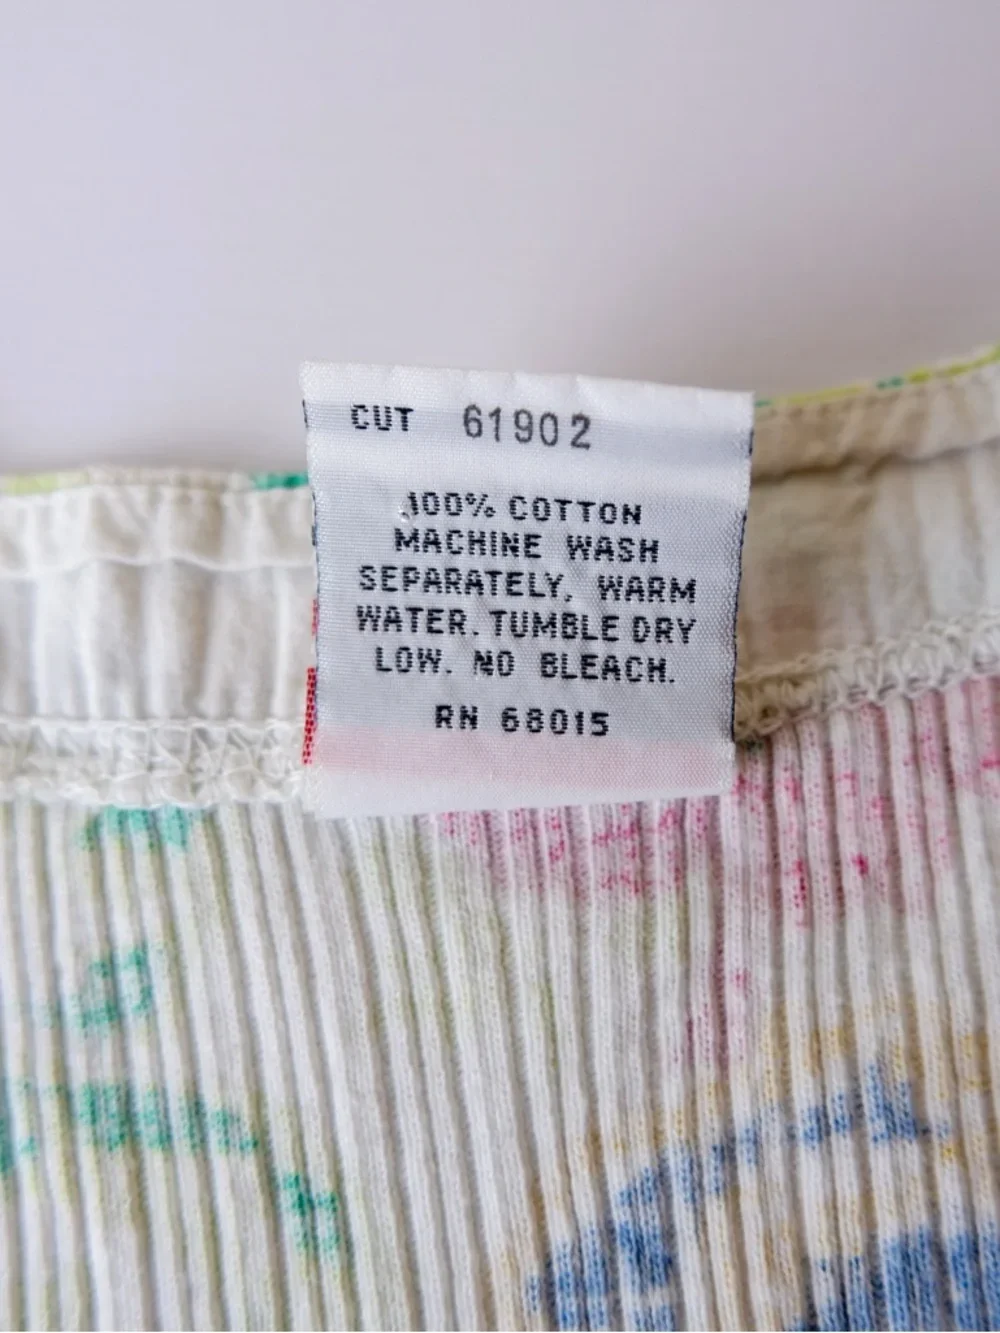 CUT 61902
100% COTTON
MACHINE WASH
SEPARATELY, WARM
WATER. TUMBLE DRY
LOW. NO BLEACH.
RN 68015